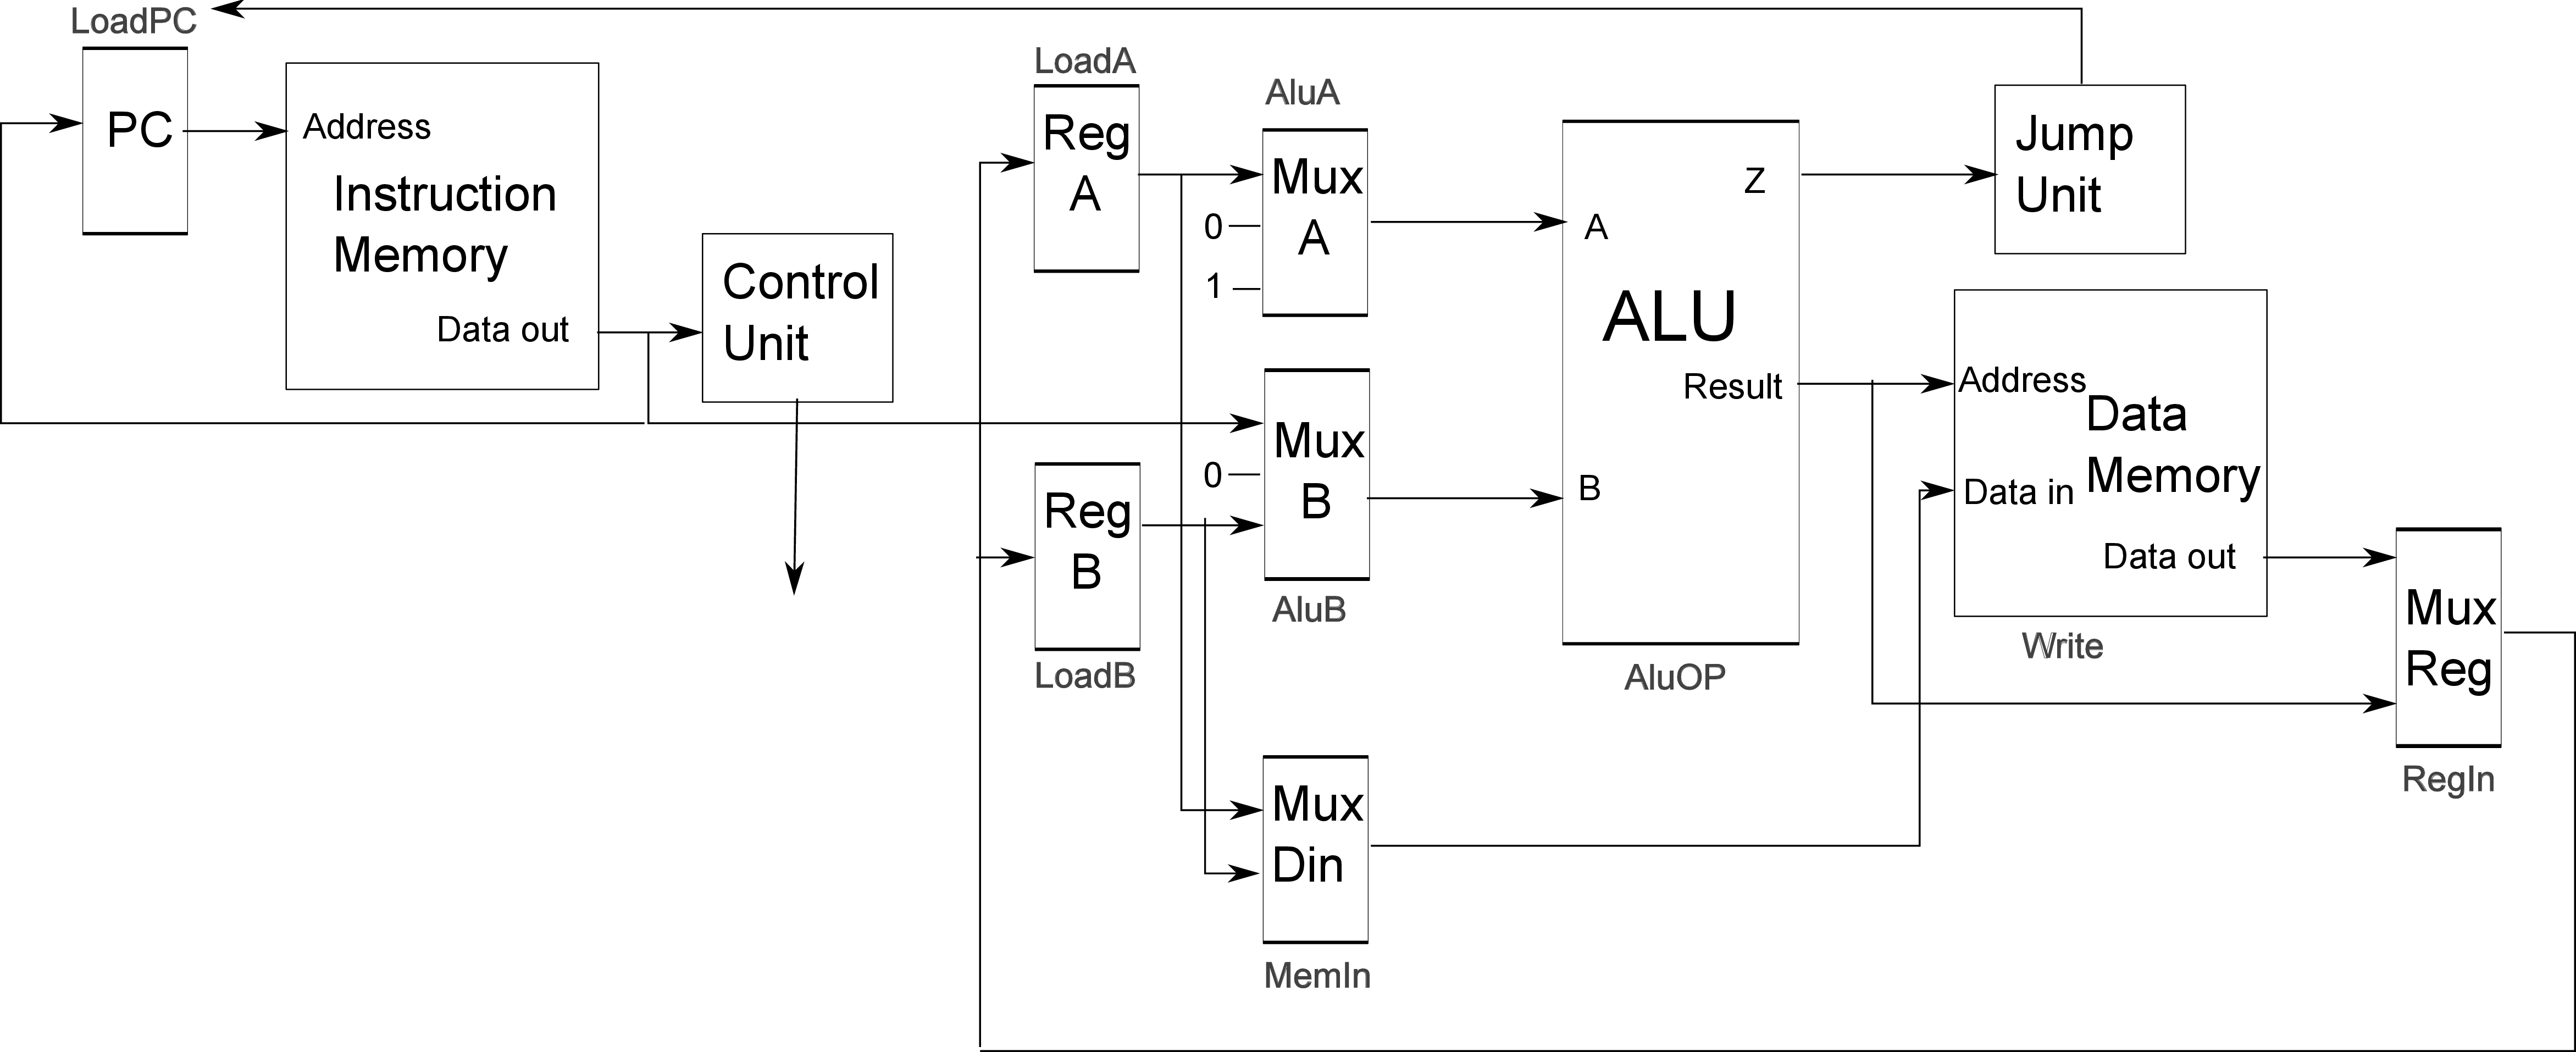 LoadPC
PC
Address
Instruction
Memory
Data out
Control
Unit
LoadA
Reg
A
AluA
Mux
A
0
1
Mux
B
0
AluB
Reg
B
LoadB
Mux
Din
MemIn
A
Z
ALU
Result
B
AluOP
Jump
Unit
Address
Data
Memory
Data in
Data out
Write
Mux
Reg
RegIn